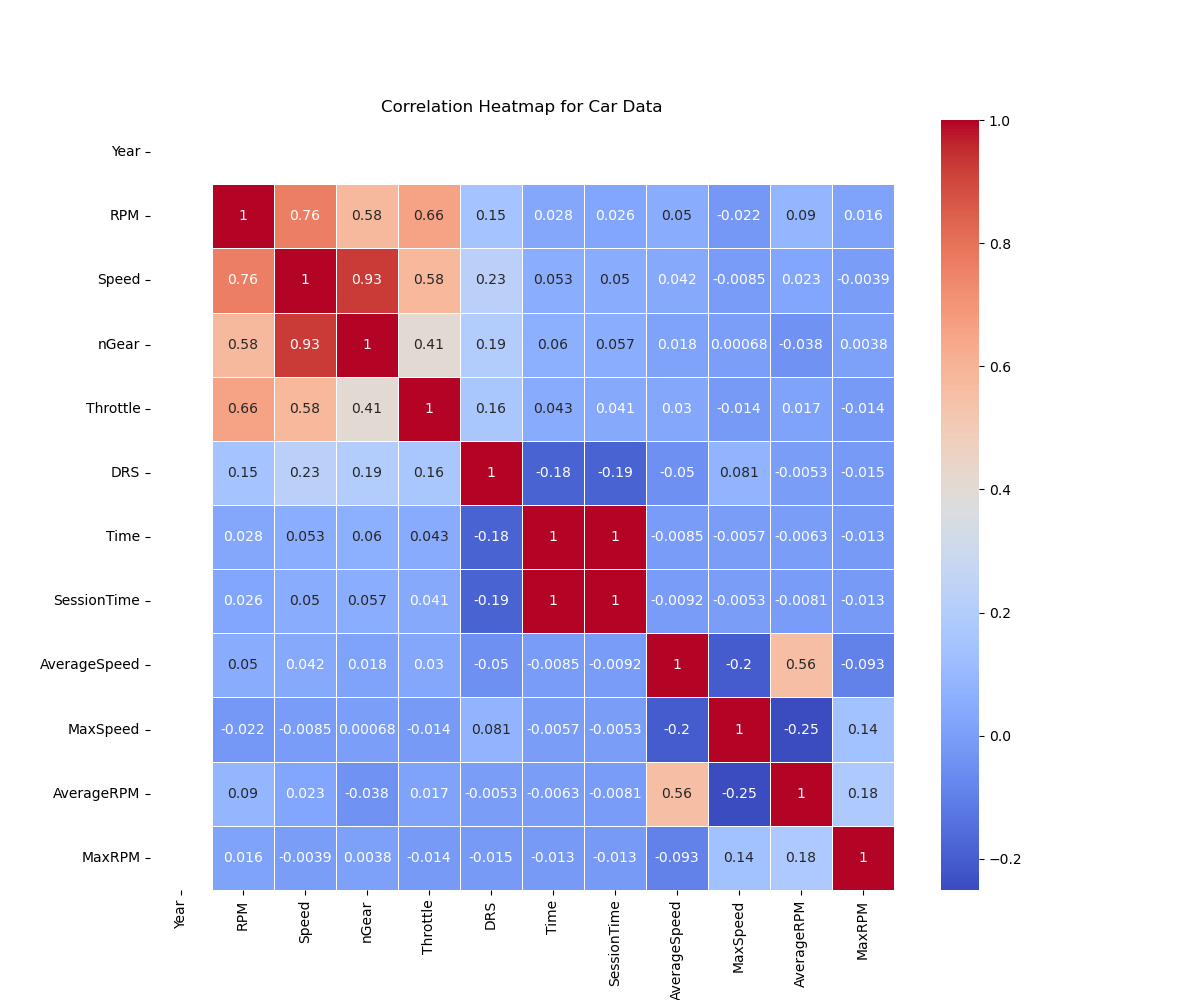 Correlation Heatmap for Car Data
1.0
Year
RPM 1 0.76 0.58 0.66 0.15 0.028 0.026 0.05 -0.022 0.09 0.016
0.8
Speed 0.76 1 0.93 0.58 0.23 0.053 0.05 0.042 -0.0085 0.023 -0.0039
nGear 0.58 0.93 1 0.41 0.19 0.06 0.057 0.018 0.00068 -0.038 0.0038
0.6
Throttle 0.66 0.58 0.41 1 0.16 0.043 0.041 0.03 -0.014 0.017 -0.014
DRS 0.15 0.23 0.19 0.16 1 -0.18 -0.19 -0.05 0.081 -0.0053 -0.015
0.4
Time 0.028 0.053 0.06 0.043 -0.18 1 1 -0.0085 -0.0057 -0.0063 -0.013
SessionTime 0.026 0.05 0.057 0.041 -0.19 1 1 -0.0092 -0.0053 -0.0081 -0.013
0.2
AverageSpeed 0.05 0.042 0.018 0.03 -0.05 -0.0085 -0.0092 1 -0.2 0.56 -0.093
MaxSpeed -0.022 -0.0085 0.00068 -0.014 0.081 -0.0057 -0.0053 -0.2 1 -0.25 0.14
0.0
AverageRPM 0.09 0.023 -0.038 0.017 -0.0053 -0.0063 -0.0081 0.56 -0.25 1 0.18
MaxRPM 0.016 -0.0039 0.0038 -0.014 -0.015 -0.013 -0.013 -0.093 0.14 0.18 1
−0.2
Year RPM Speed nGear Throttle DRS Time SessionTime AverageSpeed MaxSpeed AverageRPM MaxRPM